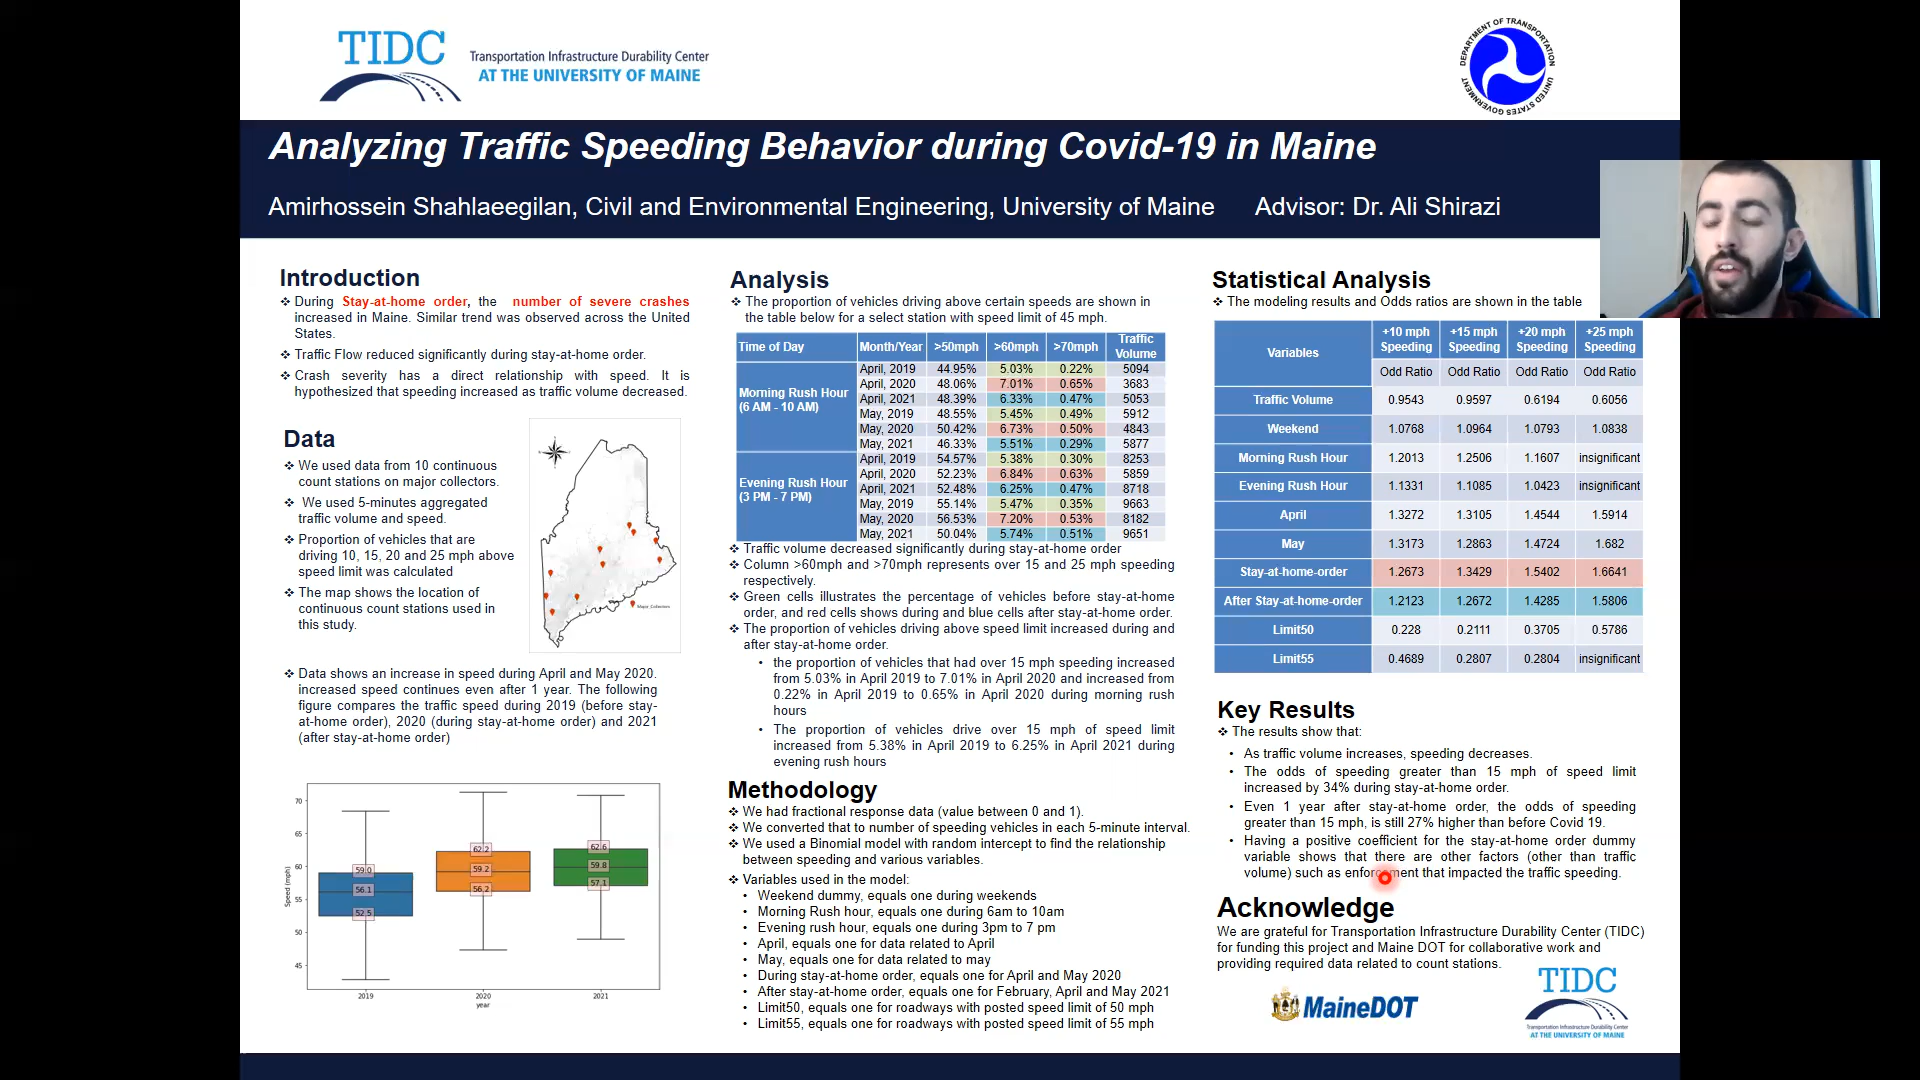 TIDC
Transportation Infrastructure Durability Center
AT THE UNIVERSITY OF MAINE
DEPARTMENT OF TRANSPORTATION
UNITED STATES GOVERNMENT
Analyzing Traffic Speeding Behavior during Covid-19 in Maine
Amirhossein Shahlaeegilan, Civil and Environmental Engineering, University of Maine Advisor: Dr. Ali Shirazi
Introduction
❖ During Stay-at-home order, the number of severe crashes
increased in Maine. Similar trend was observed across the United
States.
❖ Traffic Flow reduced significantly during stay-at-home order.
❖ Crash severity has a direct relationship with speed. It is
hypothesized that speeding increased as traffic volume decreased.
Data
❖ We used data from 10 continuous
count stations on major collectors.
❖ We used 5-minutes aggregated
traffic volume and speed.
❖ Proportion of vehicles that are
driving 10, 15, 20 and 25 mph above
speed limit was calculated
❖ The map shows the location of
continuous count stations used in
this study.
Major Collectors
❖ Data shows an increase in speed during April and May 2020.
increased speed continues even after 1 year. The following
figure compares the traffic speed during 2019 (before stay-
at-home order), 2020 (during stay-at-home order) and 2021
(after stay-at-home order)
Speed (mph)
70
65
60
55
50
45
59.0
56.1
52.5
62.2
59.2
56.2
62.6
59.8
57.1
2019 2020 2021
year
Analysis
❖ The proportion of vehicles driving above certain speeds are shown in
the table below for a select station with speed limit of 45 mph.
Time of Day Month/Year >50mph >60mph >70mph Traffic Volume
Morning Rush Hour
(6 AM - 10 AM)
April, 2019 44.95% 5.03% 0.22% 5094
April, 2020 48.06% 7.01% 0.65% 3683
April, 2021 48.39% 6.33% 0.47% 5053
May, 2019 48.55% 5.45% 0.49% 5912
May, 2020 50.42% 6.73% 0.50% 4843
May, 2021 46.33% 5.51% 0.29% 5877
Evening Rush Hour
(3 PM - 7 PM)
April, 2019 54.57% 5.38% 0.30% 8253
April, 2020 52.23% 6.84% 0.63% 5859
April, 2021 52.48% 6.25% 0.47% 8718
May, 2019 55.14% 5.47% 0.35% 9663
May, 2020 56.53% 7.20% 0.53% 8182
May, 2021 50.04% 5.74% 0.51% 9651
❖ Traffic volume decreased significantly during stay-at-home order
❖ Column >60mph and >70mph represents over 15 and 25 mph speeding
respectively.
❖ Green cells illustrates the percentage of vehicles before stay-at-home
order, and red cells shows during and blue cells after stay-at-home order.
❖ The proportion of vehicles driving above speed limit increased during and
after stay-at-home order.
• the proportion of vehicles that had over 15 mph speeding increased
from 5.03% in April 2019 to 7.01% in April 2020 and increased from
0.22% in April 2019 to 0.65% in April 2020 during morning rush
hours
• The proportion of vehicles drive over 15 mph of speed limit
increased from 5.38% in April 2019 to 6.25% in April 2021 during
evening rush hours
Methodology
❖ We had fractional response data (value between 0 and 1).
❖ We converted that to number of speeding vehicles in each 5-minute interval.
❖ We used a Binomial model with random intercept to find the relationship
between speeding and various variables.
❖ Variables used in the model:
• Weekend dummy, equals one during weekends
• Morning Rush hour, equals one during 6am to 10am
• Evening rush hour, equals one during 3pm to 7 pm
• April, equals one for data related to April
• May, equals one for data related to may
• During stay-at-home order, equals one for April and May 2020
• After stay-at-home order, equals one for February, April and May 2021
• Limit50, equals one for roadways with posted speed limit of 50 mph
• Limit55, equals one for roadways with posted speed limit of 55 mph
Statistical Analysis
❖ The modeling results and Odds ratios are shown in the table
Variables +10 mph Speeding +15 mph Speeding +20 mph Speeding +25 mph Speeding
Odd Ratio Odd Ratio Odd Ratio Odd Ratio
Traffic Volume 0.9543 0.9597 0.6194 0.6056
Weekend 1.0768 1.0964 1.0793 1.0838
Morning Rush Hour 1.2013 1.2506 1.1607 insignificant
Evening Rush Hour 1.1331 1.1085 1.0423 insignificant
April 1.3272 1.3105 1.4544 1.5914
May 1.3173 1.2863 1.4724 1.682
Stay-at-home-order 1.2673 1.3429 1.5402 1.6641
After Stay-at-home-order 1.2123 1.2672 1.4285 1.5806
Limit50 0.228 0.2111 0.3705 0.5786
Limit55 0.4689 0.2807 0.2804 insignificant
Key Results
❖ The results show that:
• As traffic volume increases, speeding decreases.
• The odds of speeding greater than 15 mph of speed limit
increased by 34% during stay-at-home order.
• Even 1 year after stay-at-home order, the odds of speeding
greater than 15 mph, is still 27% higher than before Covid 19.
• Having a positive coefficient for the stay-at-home order dummy
variable shows that there are other factors (other than traffic
volume) such as enforcement that impacted the traffic speeding.
Acknowledge
We are grateful for Transportation Infrastructure Durability Center (TIDC)
for funding this project and Maine DOT for collaborative work and
providing required data related to count stations.
MaineDOT
TIDC
Transportation Infrastructure Durability Center
AT THE UNIVERSITY OF MAINE